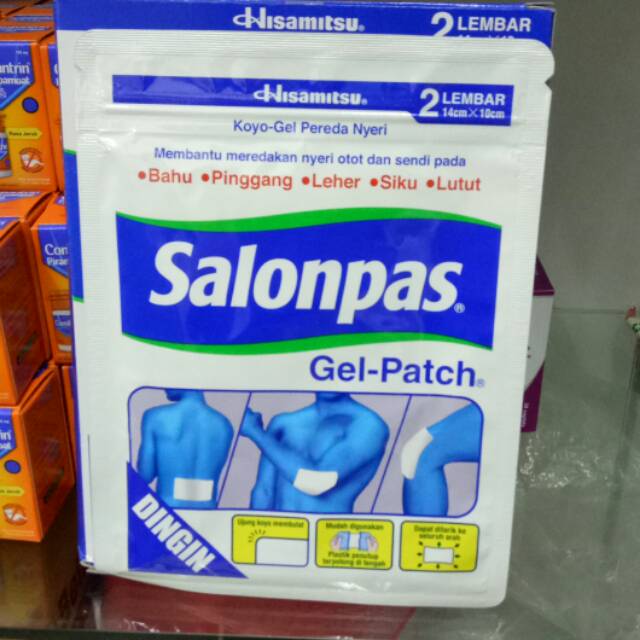 Hisamitsu®
2 LEMBAR
Hisamitsu®
2 LEMBAR
14cm×10cm
Koyo-Gel Pereda Nyeri
Membantu meredakan nyeri otot dan sendi pada
•Bahu •Pinggang •Leher •Siku •Lutut
Salonpas®
Gel-Patch®
DINGIN
Ujung koyo membulat
Mudah digunakan
Plastik penutup
terpotong di tengah
Dapat ditarik ke
seluruh arah